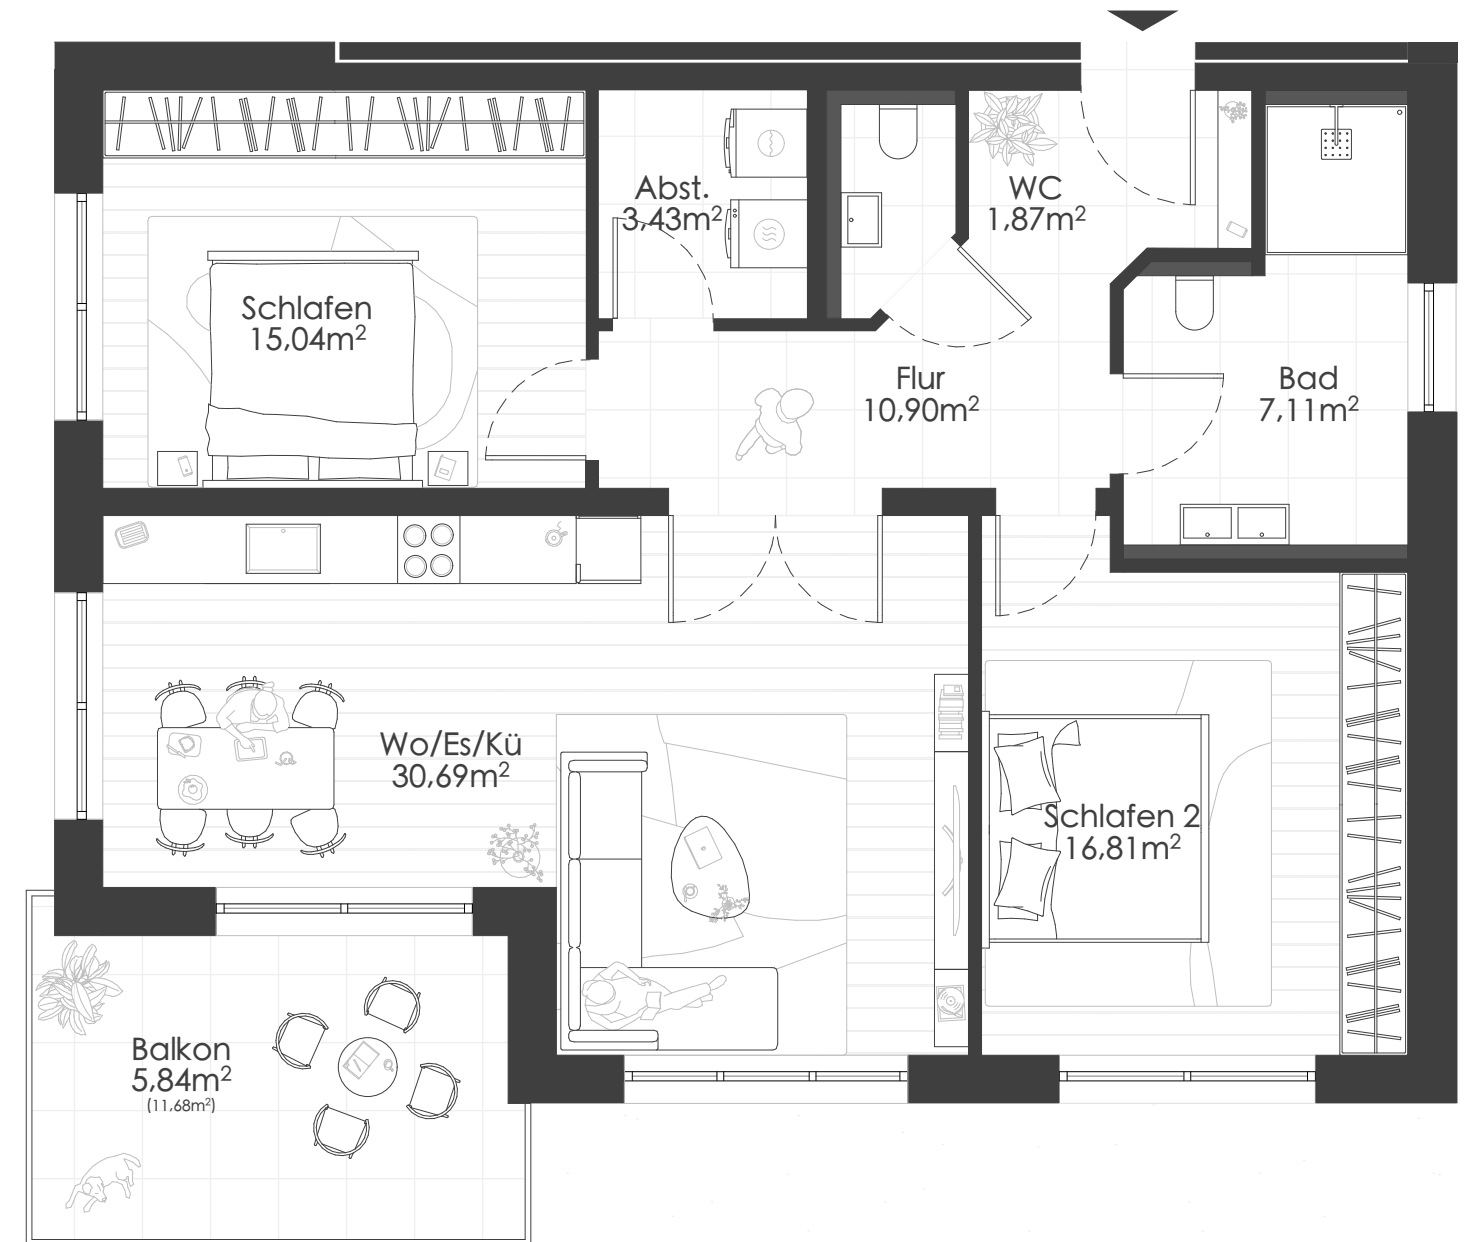 Abst.
3,43m²
WC
1,87m²
Schlafen
15,04m²
Flur
10,90m²
Bad
7,11m²
Wo/Es/Kü
30,69m²
Schlafen 2
16,81m²
Balkon
5,84m²
(11,68m²)